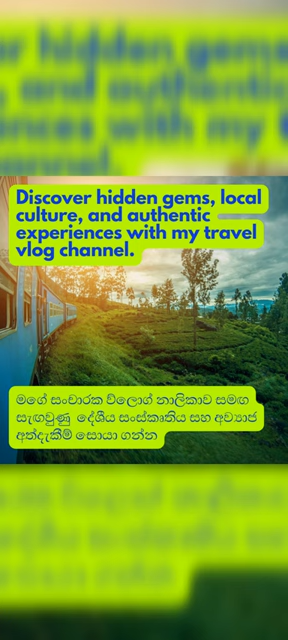 Discover hidden gems, local
culture, and authentic
experiences with my travel
vlog channel.
මගේ සංචාරක ව්ලොග් නාලිකාව සමඟ
සැඟවුණු දේශීය සංස්කෘතිය සහ අව්‍යාජ
අත්දැකීම් සොයා ගන්න